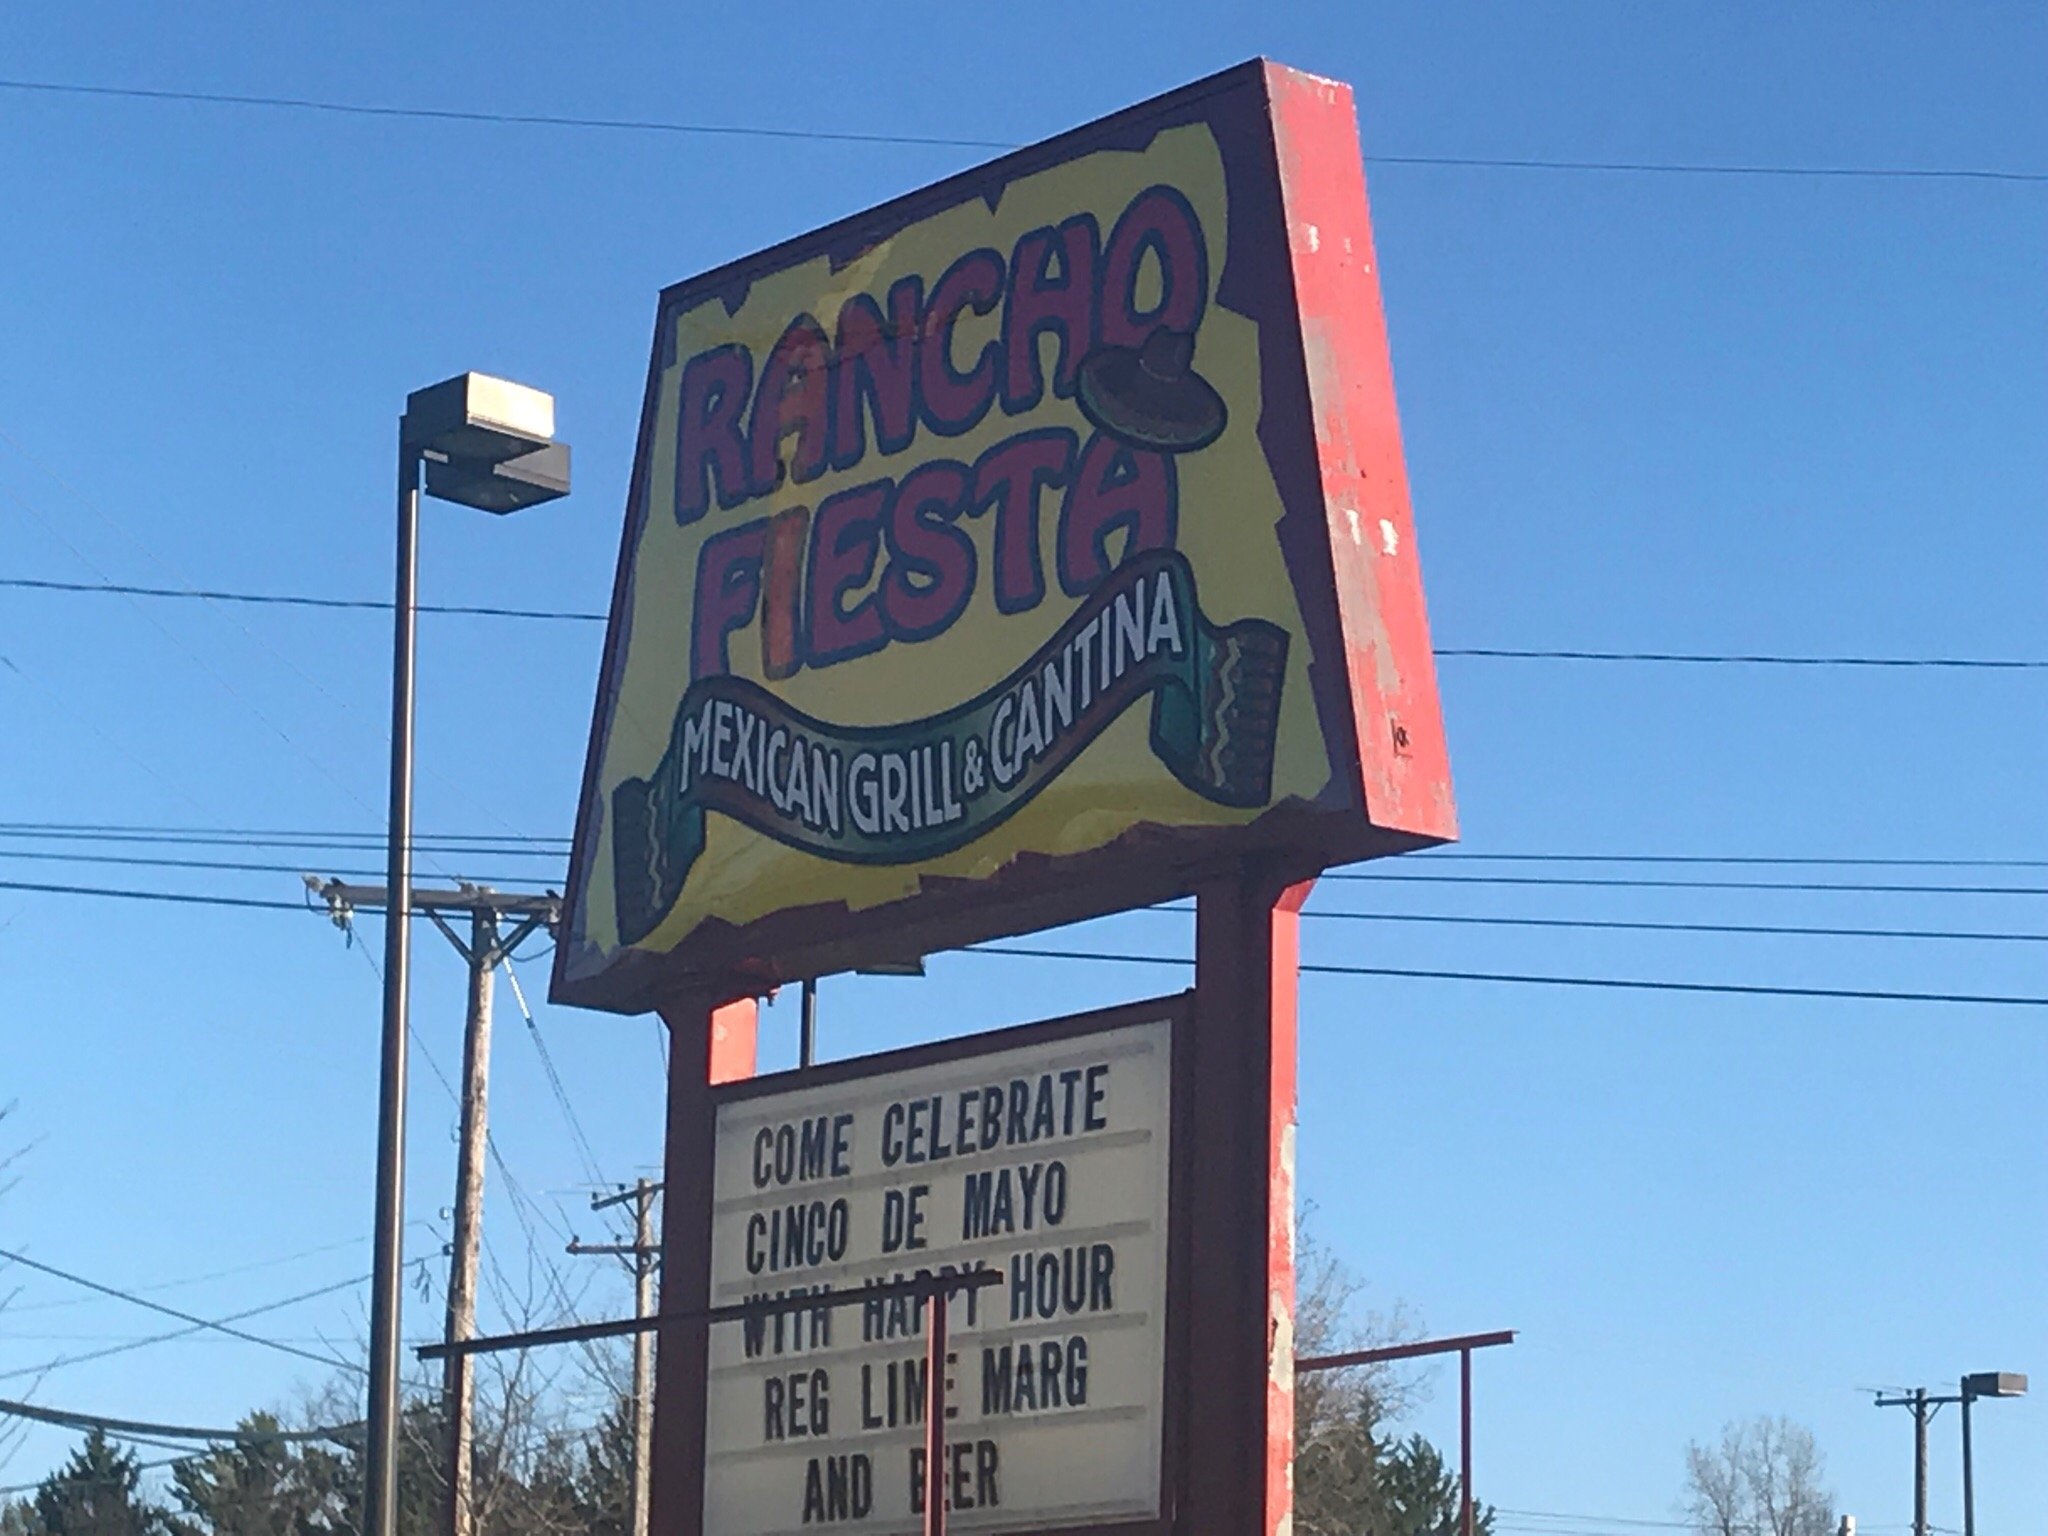 RANCHO
FIESTA
MEXICAN GRILL & CANTINA
COME CELEBRATE
CINCO DE MAYO
WITH HAPPY HOUR
REG LIME MARG
AND BEER